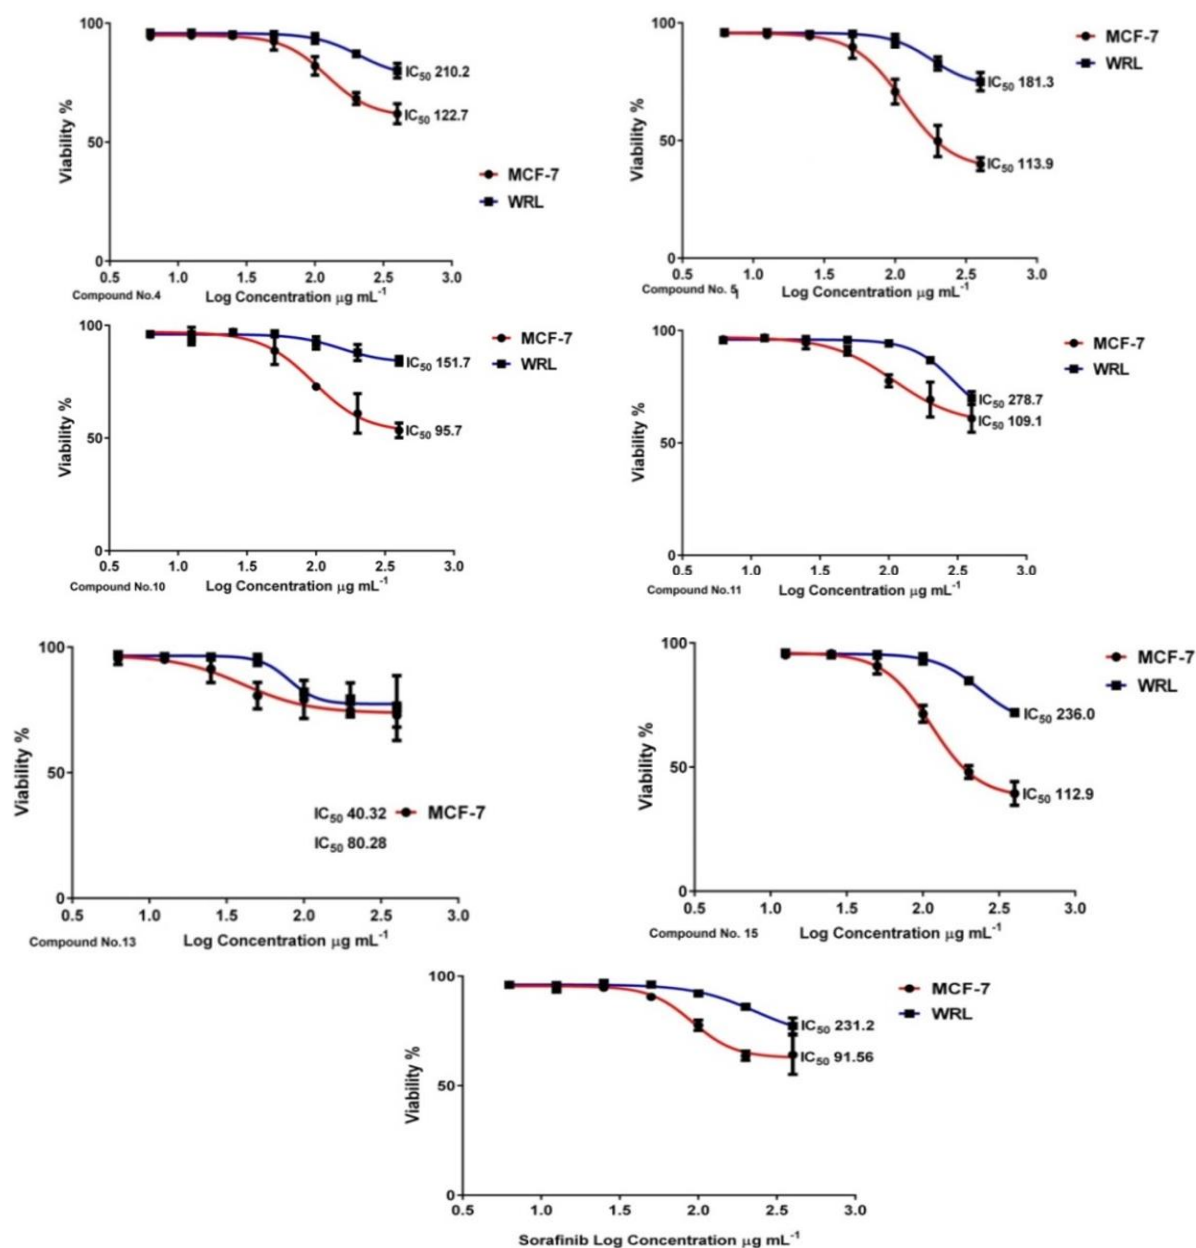 100
50
0
Viability %
IC50 210.2
IC50 122.7
MCF-7
WRL
0.5 1.0 1.5 2.0 2.5 3.0
Compound No.4
Log Concentration µg mL-1
100
50
0
Viability %
MCF-7
WRL
IC50 181.3
IC50 113.9
0.5 1.0 1.5 2.0 2.5 3.0
Compound No. 5
Log Concentration µg mL-1
100
50
0
Viability %
MCF-7
WRL
IC50 151.7
IC50 95.7
0.5 1.0 1.5 2.0 2.5 3.0
Compound No.10
Log Concentration µg mL-1
100
50
0
Viability %
MCF-7
WRL
IC50 278.7
IC50 109.1
0.5 1.0 1.5 2.0 2.5 3.0
Compound No.11
Log Concentration µg mL-1
100
50
0
Viability %
IC50 40.32
MCF-7
IC50 80.28
0.5 1.0 1.5 2.0 2.5 3.0
Compound No.13
Log Concentration µg mL-1
100
50
0
Viability %
MCF-7
WRL
IC50 236.0
IC50 112.9
0.5 1.0 1.5 2.0 2.5 3.0
Compound No. 15
Log Concentration µg mL-1
100
50
0
Viability %
MCF-7
WRL
IC50 231.2
IC50 91.56
0.5 1.0 1.5 2.0 2.5 3.0
Sorafinib Log Concentration µg mL-1